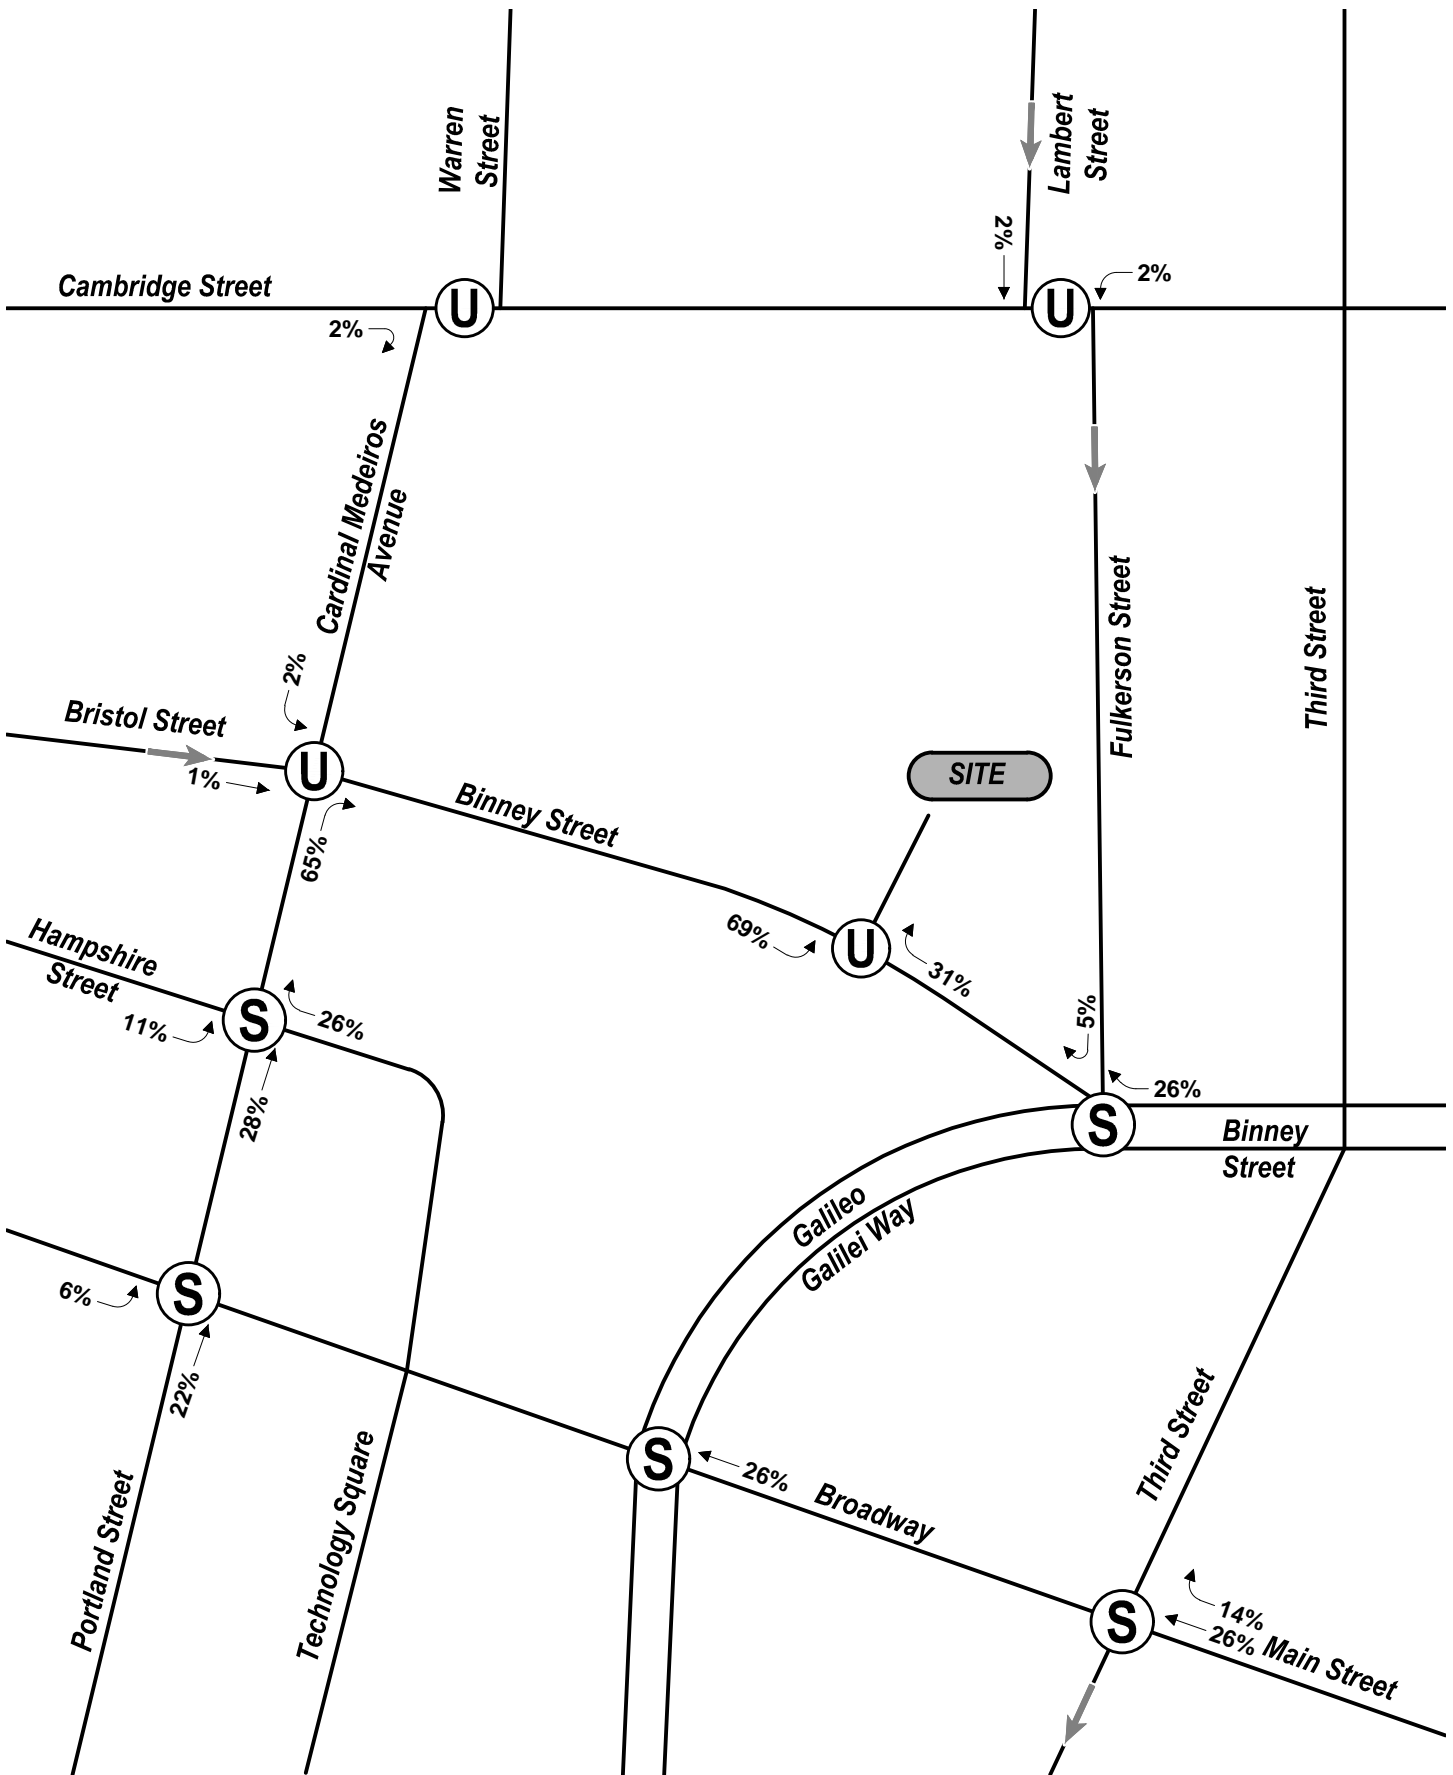 Warren
Street
Lambert
Street
2%
2%
Cambridge Street
U
U
2%
Cardinal Medeiros
Avenue
Fulkerson Street
Third Street
2%
Bristol Street
1%
U
SITE
Binney Street
65%
69%
U
31%
Hampshire
Street
11%
S
26%
5%
26%
28%
S
Binney
Street
Galileo
Galilei Way
6%
S
22%
Third Street
S
26%
Broadway
Portland Street
Technology Square
S
14%
26%
Main Street